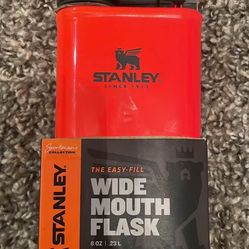 STANLEY
SINCE 1913
Sportsman's
COLLECTION
STANLEY
THE EASY-FILL
WIDE
MOUTH
FLASK
8 OZ | .23 L